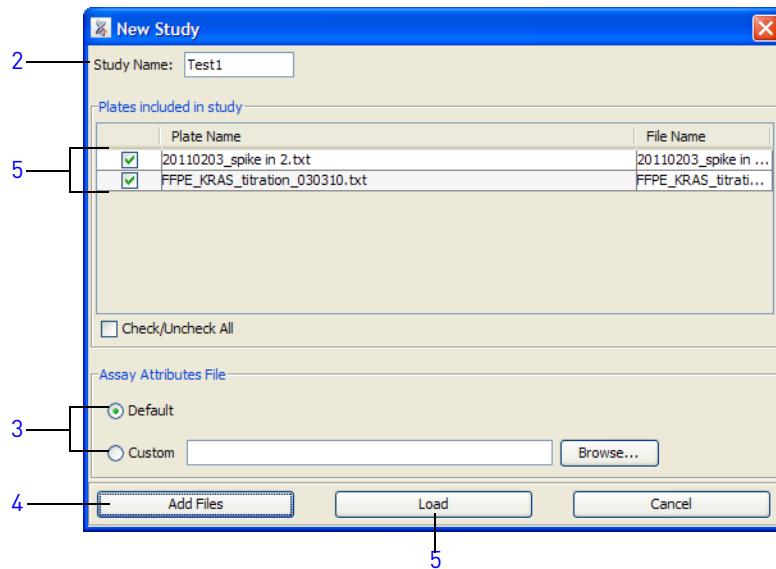 New Study
2
Study Name: Test1
Plates included in study
Plate Name File Name
5
20110203_spike in 2.txt 20110203_spike in ...
FFPE_KRAS_titration_030310.txt FFPE_KRAS_titrati...
Check/Uncheck All
Assay Attributes File
3
Default
Custom Browse...
4
Add Files Load Cancel
5